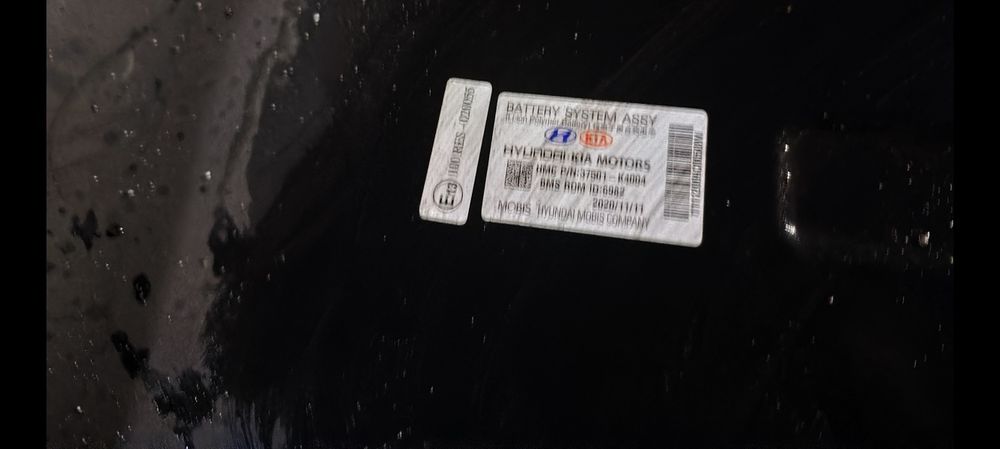 E13
100 RES
BATTERY SYSTEM ASSY
KIA
HYUNDAI·KIA MOTORS
HMC P/N:37501 - K4004
BMS ROM ID:6982
2020/11/11
MOBIS HYUNDAI MOBIS COMPANY